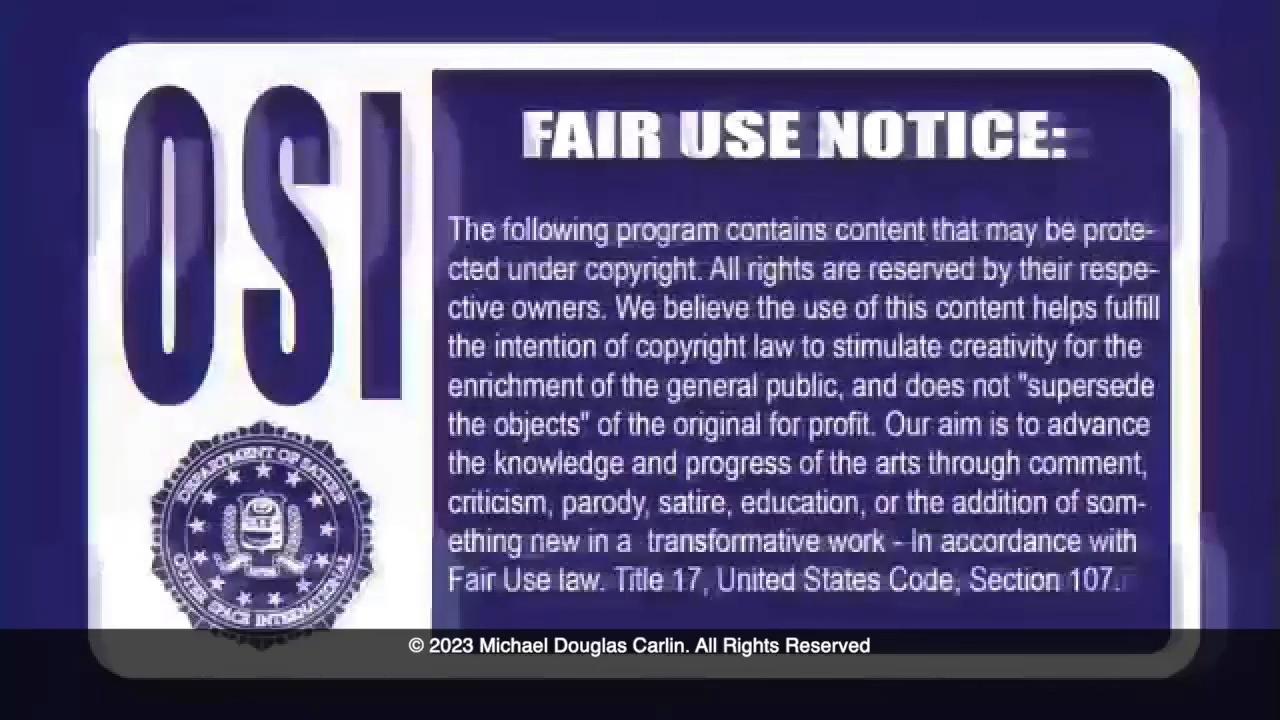 OSI
FAIR USE NOTICE:
The following program contains content that may be prote-
cted under copyright. All rights are reserved by their respe-
ctive owners. We believe the use of this content helps fulfill
the intention of copyright law to stimulate creativity for the
enrichment of the general public, and does not "supersede
the objects" of the original for profit. Our aim is to advance
the knowledge and progress of the arts through comment,
criticism, parody, satire, education, or the addition of som-
ething new in a transformative work - In accordance with
Fair Use law. Title 17, United States Code, Section 107.
DEPARTMENT OF SATIRE
OUTER SPACE INTERNATIONAL
© 2023 Michael Douglas Carlin. All Rights Reserved